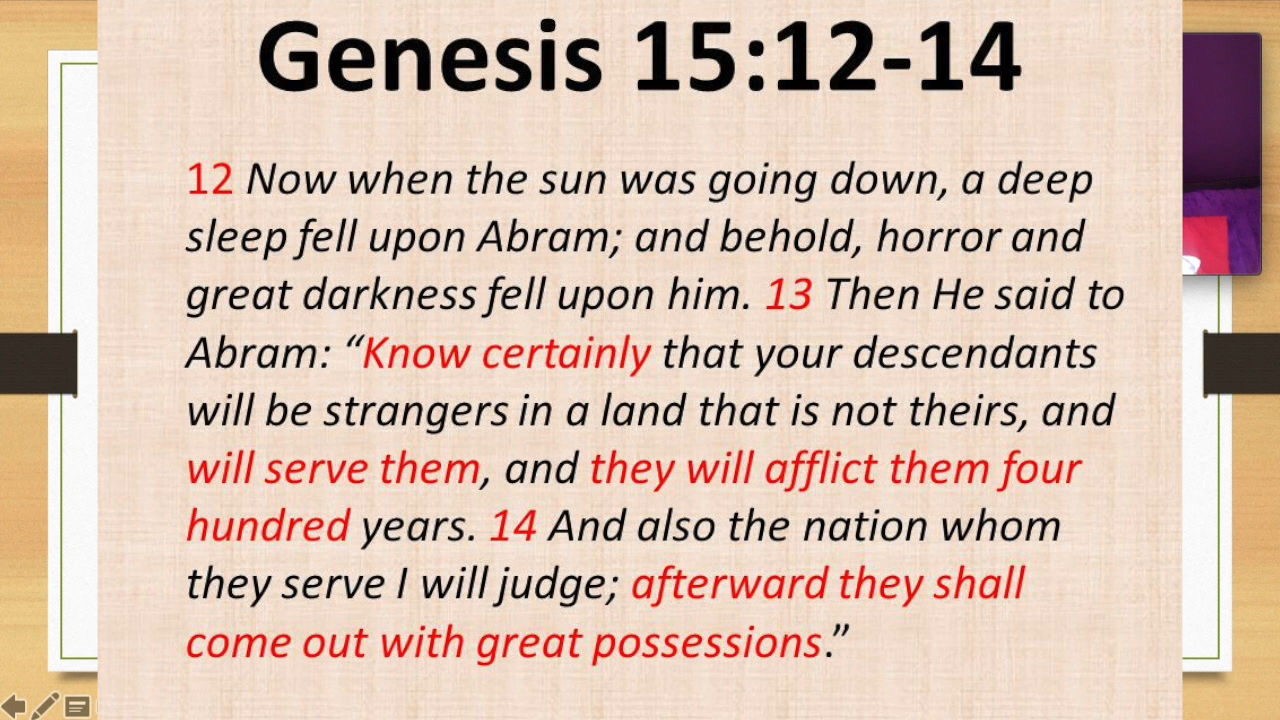 Genesis 15:12-14
12 Now when the sun was going down, a deep
sleep fell upon Abram; and behold, horror and
great darkness fell upon him. 13 Then He said to
Abram: “Know certainly that your descendants
will be strangers in a land that is not theirs, and
will serve them, and they will afflict them four
hundred years. 14 And also the nation whom
they serve I will judge; afterward they shall
come out with great possessions.”